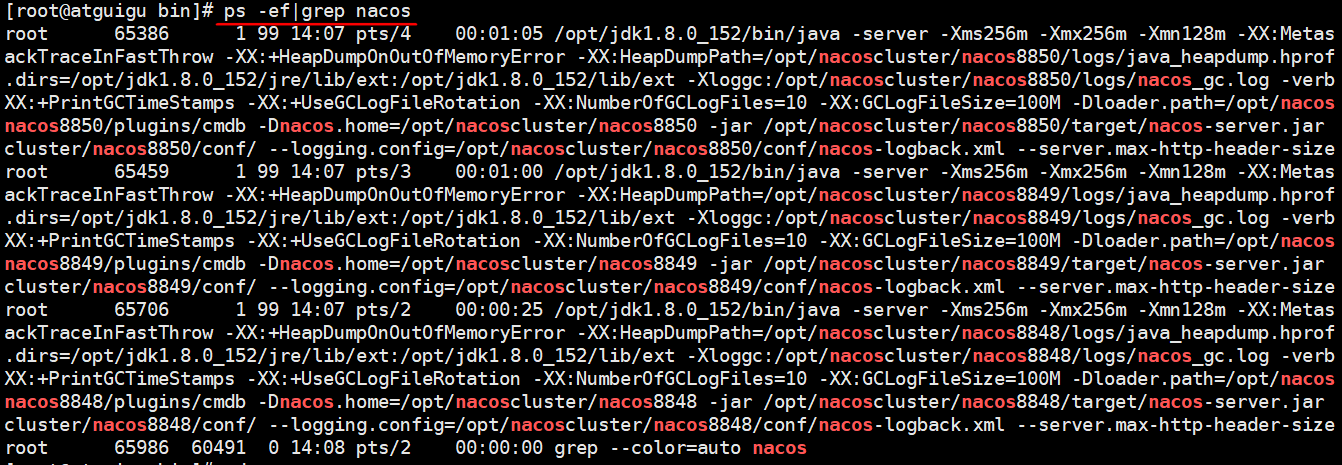 [root@atguigu bin]# ps -ef|grep nacos
root      65386      1 99 14:07 pts/4    00:01:05 /opt/jdk1.8.0_152/bin/java -server -Xms256m -Xmx256m -Xmn128m -XX:Metas
ackTraceInFastThrow -XX:+HeapDumpOnOutOfMemoryError -XX:HeapDumpPath=/opt/nacoscluster/nacos8850/logs/java_heapdump.hprof
.dirs=/opt/jdk1.8.0_152/jre/lib/ext:/opt/jdk1.8.0_152/lib/ext -Xloggc:/opt/nacoscluster/nacos8850/logs/nacos_gc.log -verb
XX:+PrintGCTimeStamps -XX:+UseGCLogFileRotation -XX:NumberOfGCLogFiles=10 -XX:GCLogFileSize=100M -Dloader.path=/opt/nacos
nacos8850/plugins/cmdb -Dnacos.home=/opt/nacoscluster/nacos8850 -jar /opt/nacoscluster/nacos8850/target/nacos-server.jar
cluster/nacos8850/conf/ --logging.config=/opt/nacoscluster/nacos8850/conf/nacos-logback.xml --server.max-http-header-size
root      65459      1 99 14:07 pts/3    00:01:00 /opt/jdk1.8.0_152/bin/java -server -Xms256m -Xmx256m -Xmn128m -XX:Metas
ackTraceInFastThrow -XX:+HeapDumpOnOutOfMemoryError -XX:HeapDumpPath=/opt/nacoscluster/nacos8849/logs/java_heapdump.hprof
.dirs=/opt/jdk1.8.0_152/jre/lib/ext:/opt/jdk1.8.0_152/lib/ext -Xloggc:/opt/nacoscluster/nacos8849/logs/nacos_gc.log -verb
XX:+PrintGCTimeStamps -XX:+UseGCLogFileRotation -XX:NumberOfGCLogFiles=10 -XX:GCLogFileSize=100M -Dloader.path=/opt/nacos
nacos8849/plugins/cmdb -Dnacos.home=/opt/nacoscluster/nacos8849 -jar /opt/nacoscluster/nacos8849/target/nacos-server.jar
cluster/nacos8849/conf/ --logging.config=/opt/nacoscluster/nacos8849/conf/nacos-logback.xml --server.max-http-header-size
root      65706      1 99 14:07 pts/2    00:00:25 /opt/jdk1.8.0_152/bin/java -server -Xms256m -Xmx256m -Xmn128m -XX:Metas
ackTraceInFastThrow -XX:+HeapDumpOnOutOfMemoryError -XX:HeapDumpPath=/opt/nacoscluster/nacos8848/logs/java_heapdump.hprof
.dirs=/opt/jdk1.8.0_152/jre/lib/ext:/opt/jdk1.8.0_152/lib/ext -Xloggc:/opt/nacoscluster/nacos8848/logs/nacos_gc.log -verb
XX:+PrintGCTimeStamps -XX:+UseGCLogFileRotation -XX:NumberOfGCLogFiles=10 -XX:GCLogFileSize=100M -Dloader.path=/opt/nacos
nacos8848/plugins/cmdb -Dnacos.home=/opt/nacoscluster/nacos8848 -jar /opt/nacoscluster/nacos8848/target/nacos-server.jar
cluster/nacos8848/conf/ --logging.config=/opt/nacoscluster/nacos8848/conf/nacos-logback.xml --server.max-http-header-size
root      65986  60491  0 14:08 pts/2    00:00:00 grep --color=auto nacos